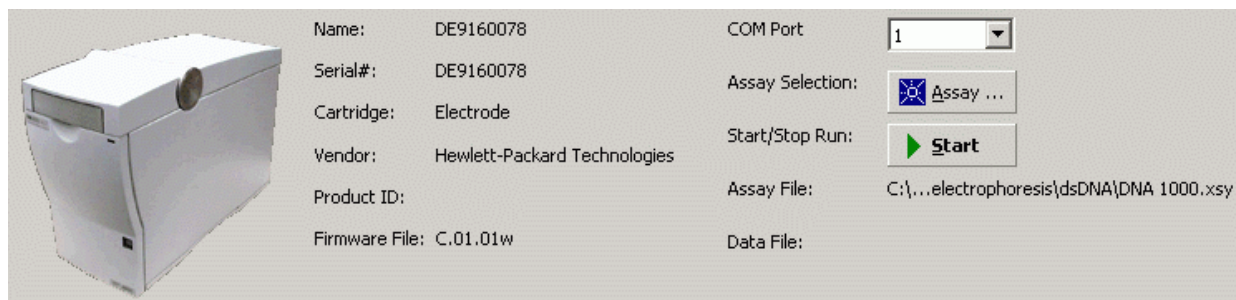 Name: DE9160078
Serial#: DE9160078
Cartridge: Electrode
Vendor: Hewlett-Packard Technologies
Product ID:
Firmware File: C.01.01w
COM Port 1
Assay Selection: Assay ...
Start/Stop Run: Start
Assay File: C:\...electrophoresis\dsDNA\DNA 1000.xsy
Data File: